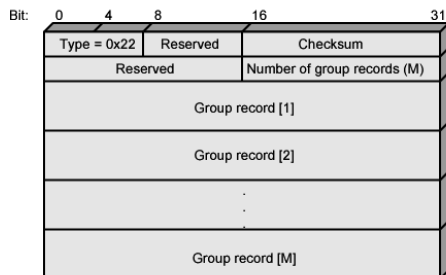 Bit: 0 4 8 16 31
Type = 0x22 Reserved Checksum
Reserved Number of group records (M)
Group record [1]
Group record [2]
.
.
.
Group record [M]